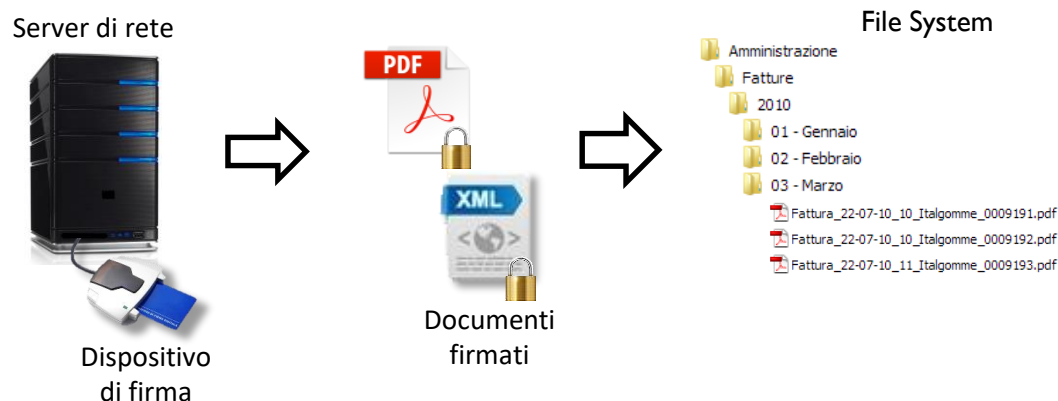 Server di rete
Dispositivo
di firma
PDF
XML
Documenti
firmati
File System
Amministrazione
Fatture
2010
01 - Gennaio
02 - Febbraio
03 - Marzo
Fattura_22-07-10_10_Italgomme_0009191.pdf
Fattura_22-07-10_10_Italgomme_0009192.pdf
Fattura_22-07-10_11_Italgomme_0009193.pdf